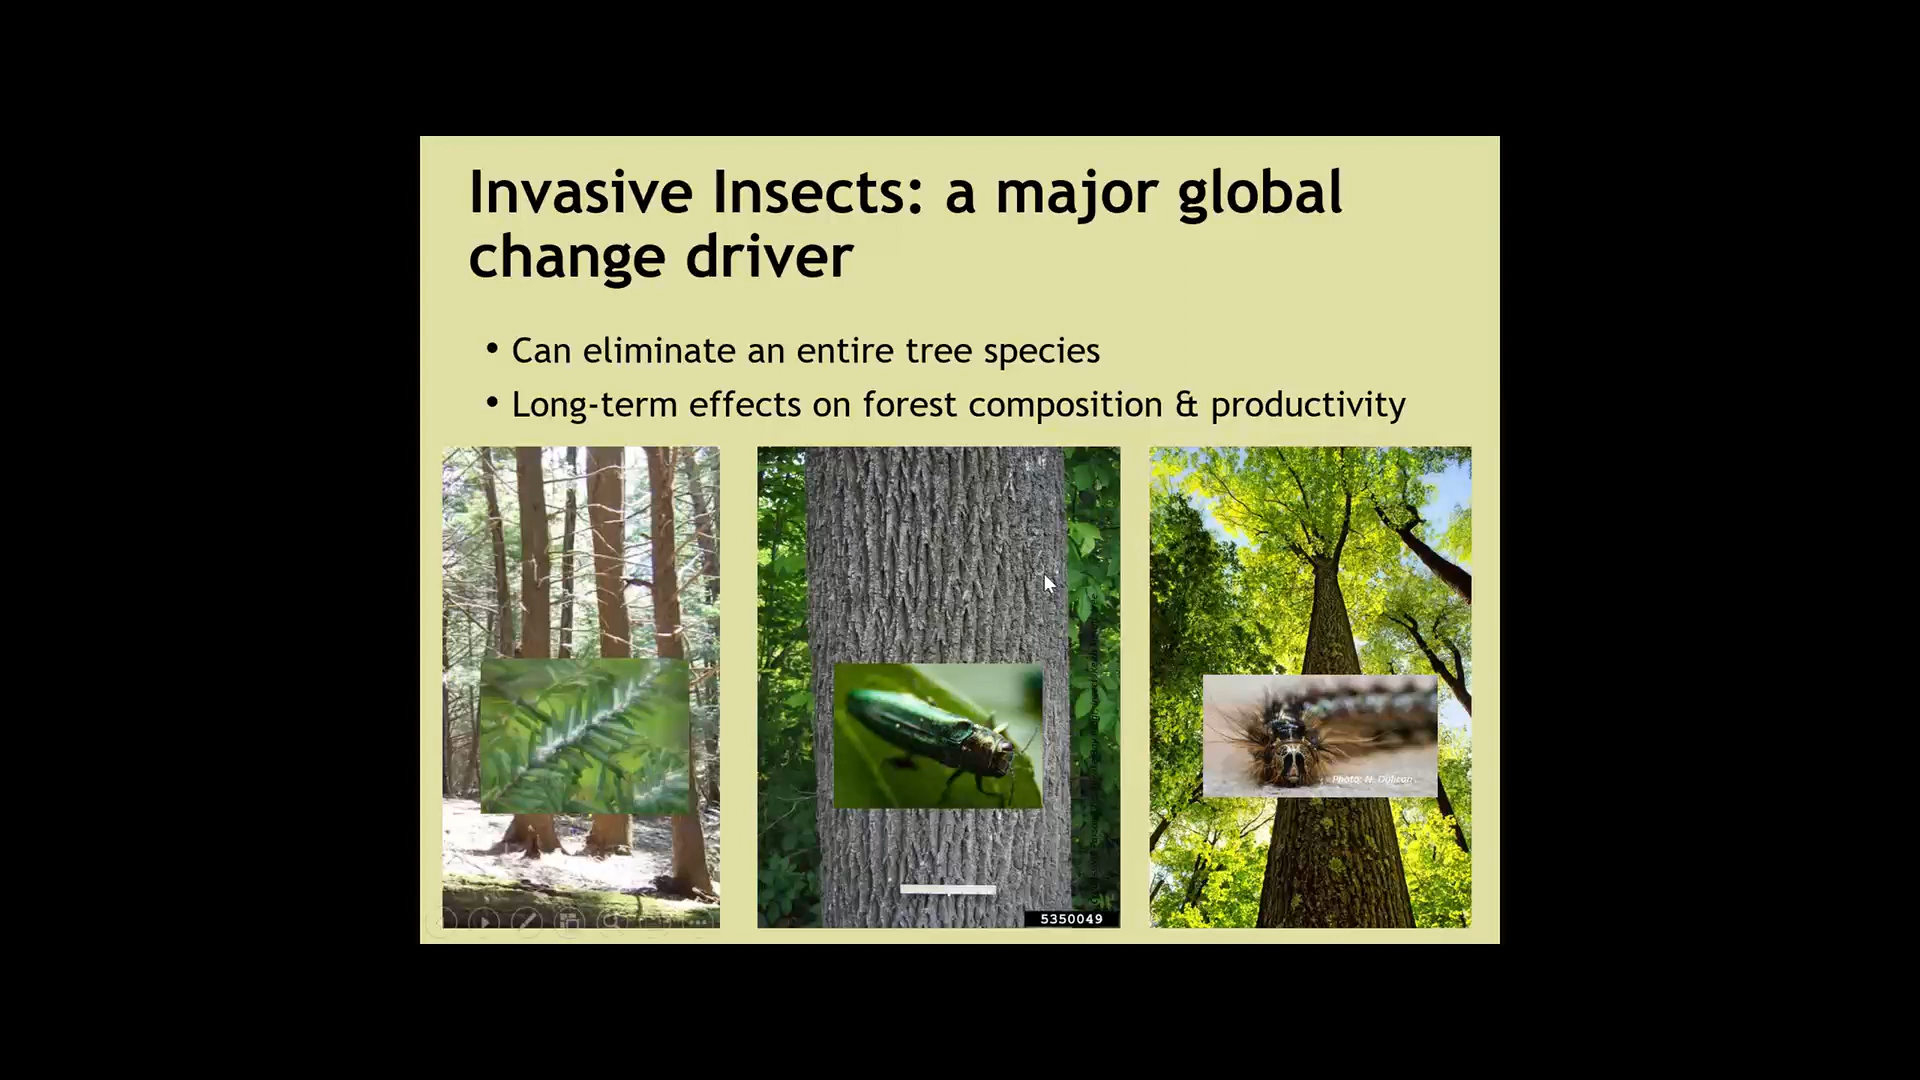 Invasive Insects: a major global
change driver
• Can eliminate an entire tree species
• Long-term effects on forest composition & productivity
Photo: N.
5350049